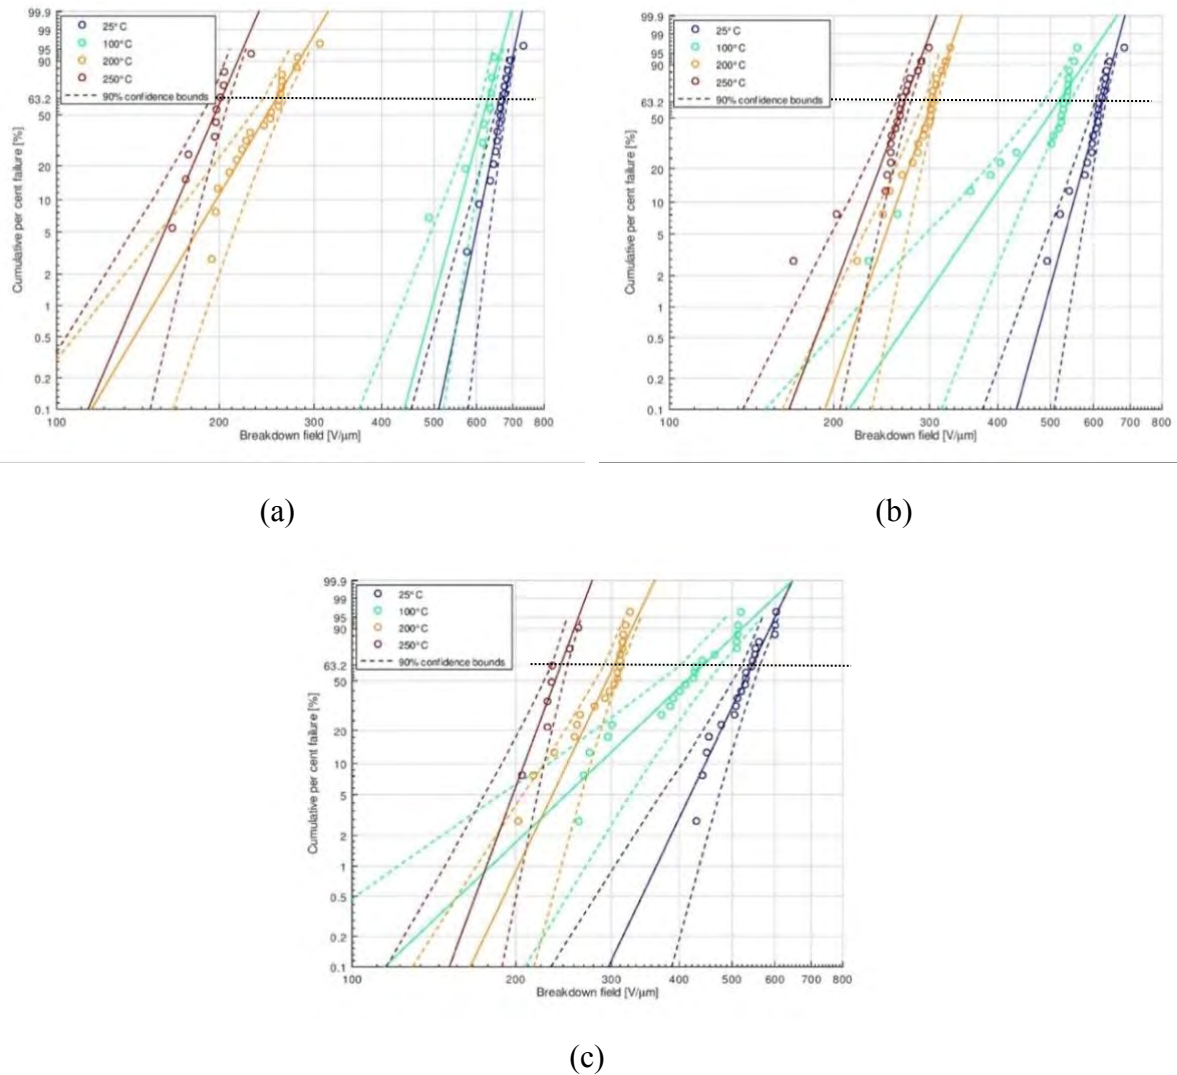 99.9
99
95
90
63.2
50
20
10
5
2
1
0.5
0.2
0.1
Cumulative per cent failure [%]
25°C
100°C
200°C
250°C
90% confidence bounds
100 200 300 400 500 600 700 800
Breakdown field [V/μm]
(a)
99.9
99
95
90
63.2
50
20
10
5
2
1
0.5
0.2
0.1
Cumulative per cent failure [%]
25°C
100°C
200°C
250°C
90% confidence bounds
100 200 300 400 500 600 700 800
Breakdown field [V/μm]
(b)
99.9
99
95
90
63.2
50
20
10
5
2
1
0.5
0.2
0.1
Cumulative per cent failure [%]
25°C
100°C
200°C
250°C
90% confidence bounds
100 200 300 400 500 600 700 800
Breakdown field [V/μm]
(c)